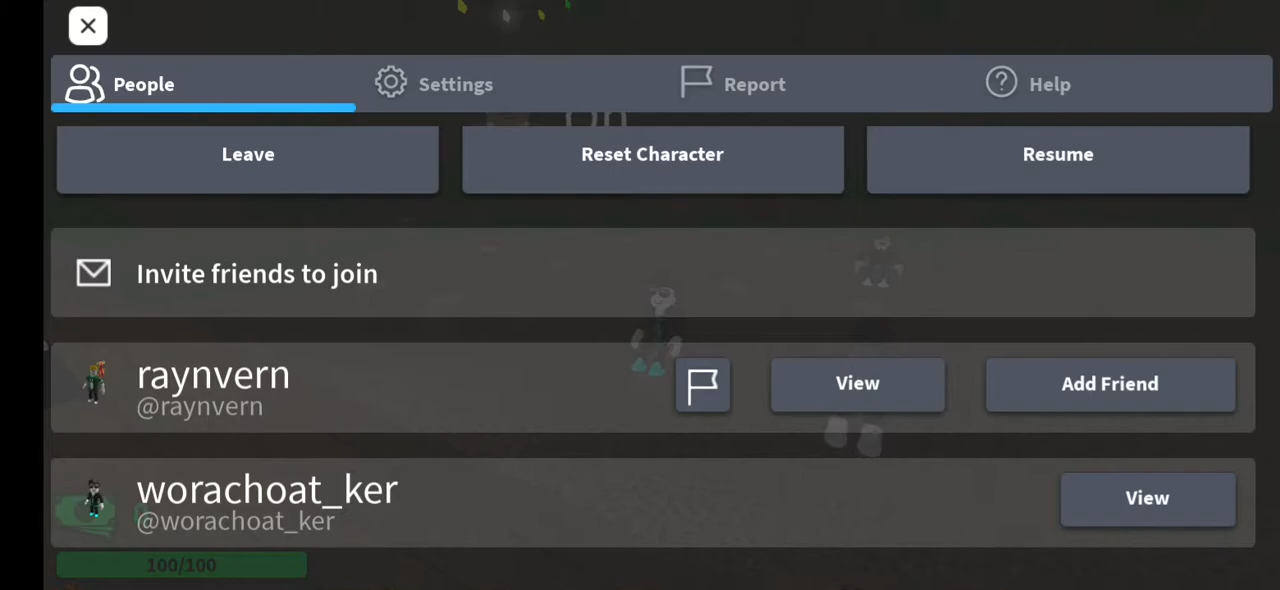 People
Settings
Report
Help
Leave
Reset Character
Resume
Invite friends to join
raynvern
@raynvern
View
Add Friend
worachoat_ker
@worachoat_ker
View
100/100